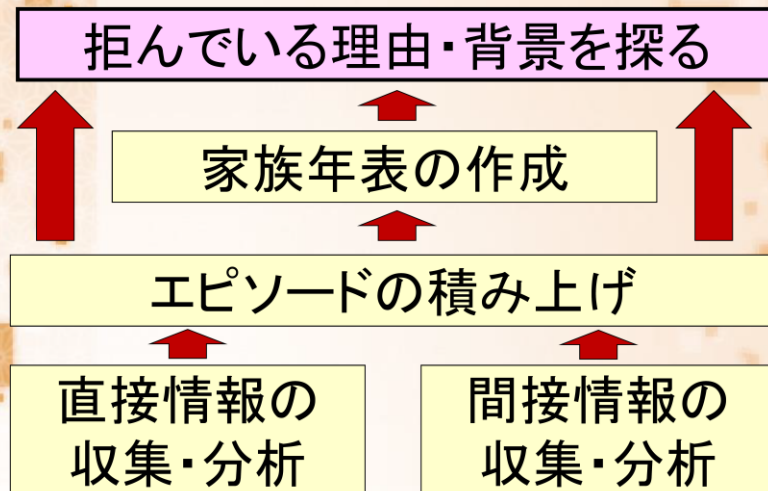 拒んでいる理由・背景を探る
家族年表の作成
エピソードの積み上げ
直接情報の
収集・分析
間接情報の
収集・分析